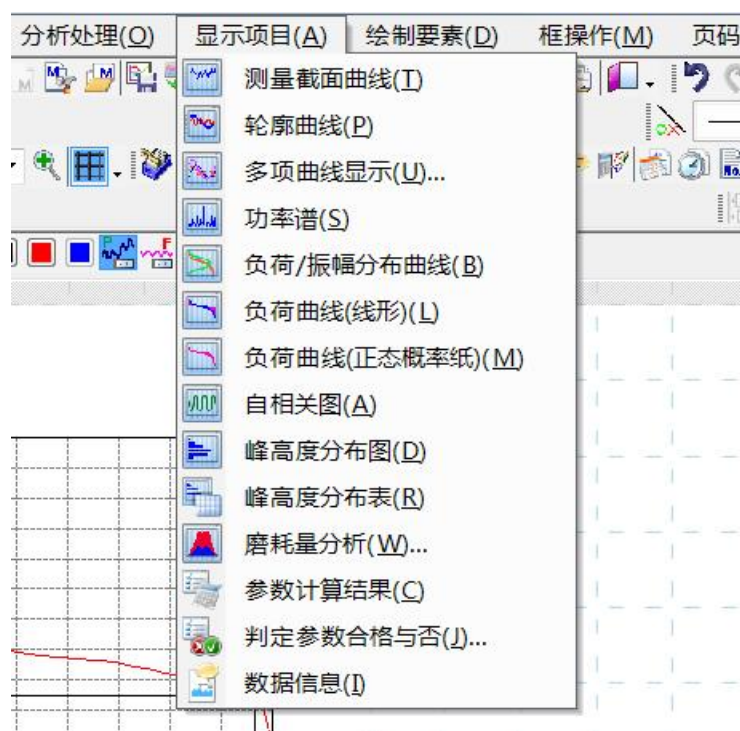 分析处理(O) 显示项目(A) 绘制要素(D) 框操作(M) 页码
测量截面曲线(T)
轮廓曲线(P)
多项曲线显示(U)...
功率谱(S)
负荷/振幅分布曲线(B)
负荷曲线(线形)(L)
负荷曲线(正态概率纸)(M)
自相关图(A)
峰高度分布图(D)
峰高度分布表(R)
磨耗量分析(W)...
参数计算结果(C)
判定参数合格与否(J)...
数据信息(I)